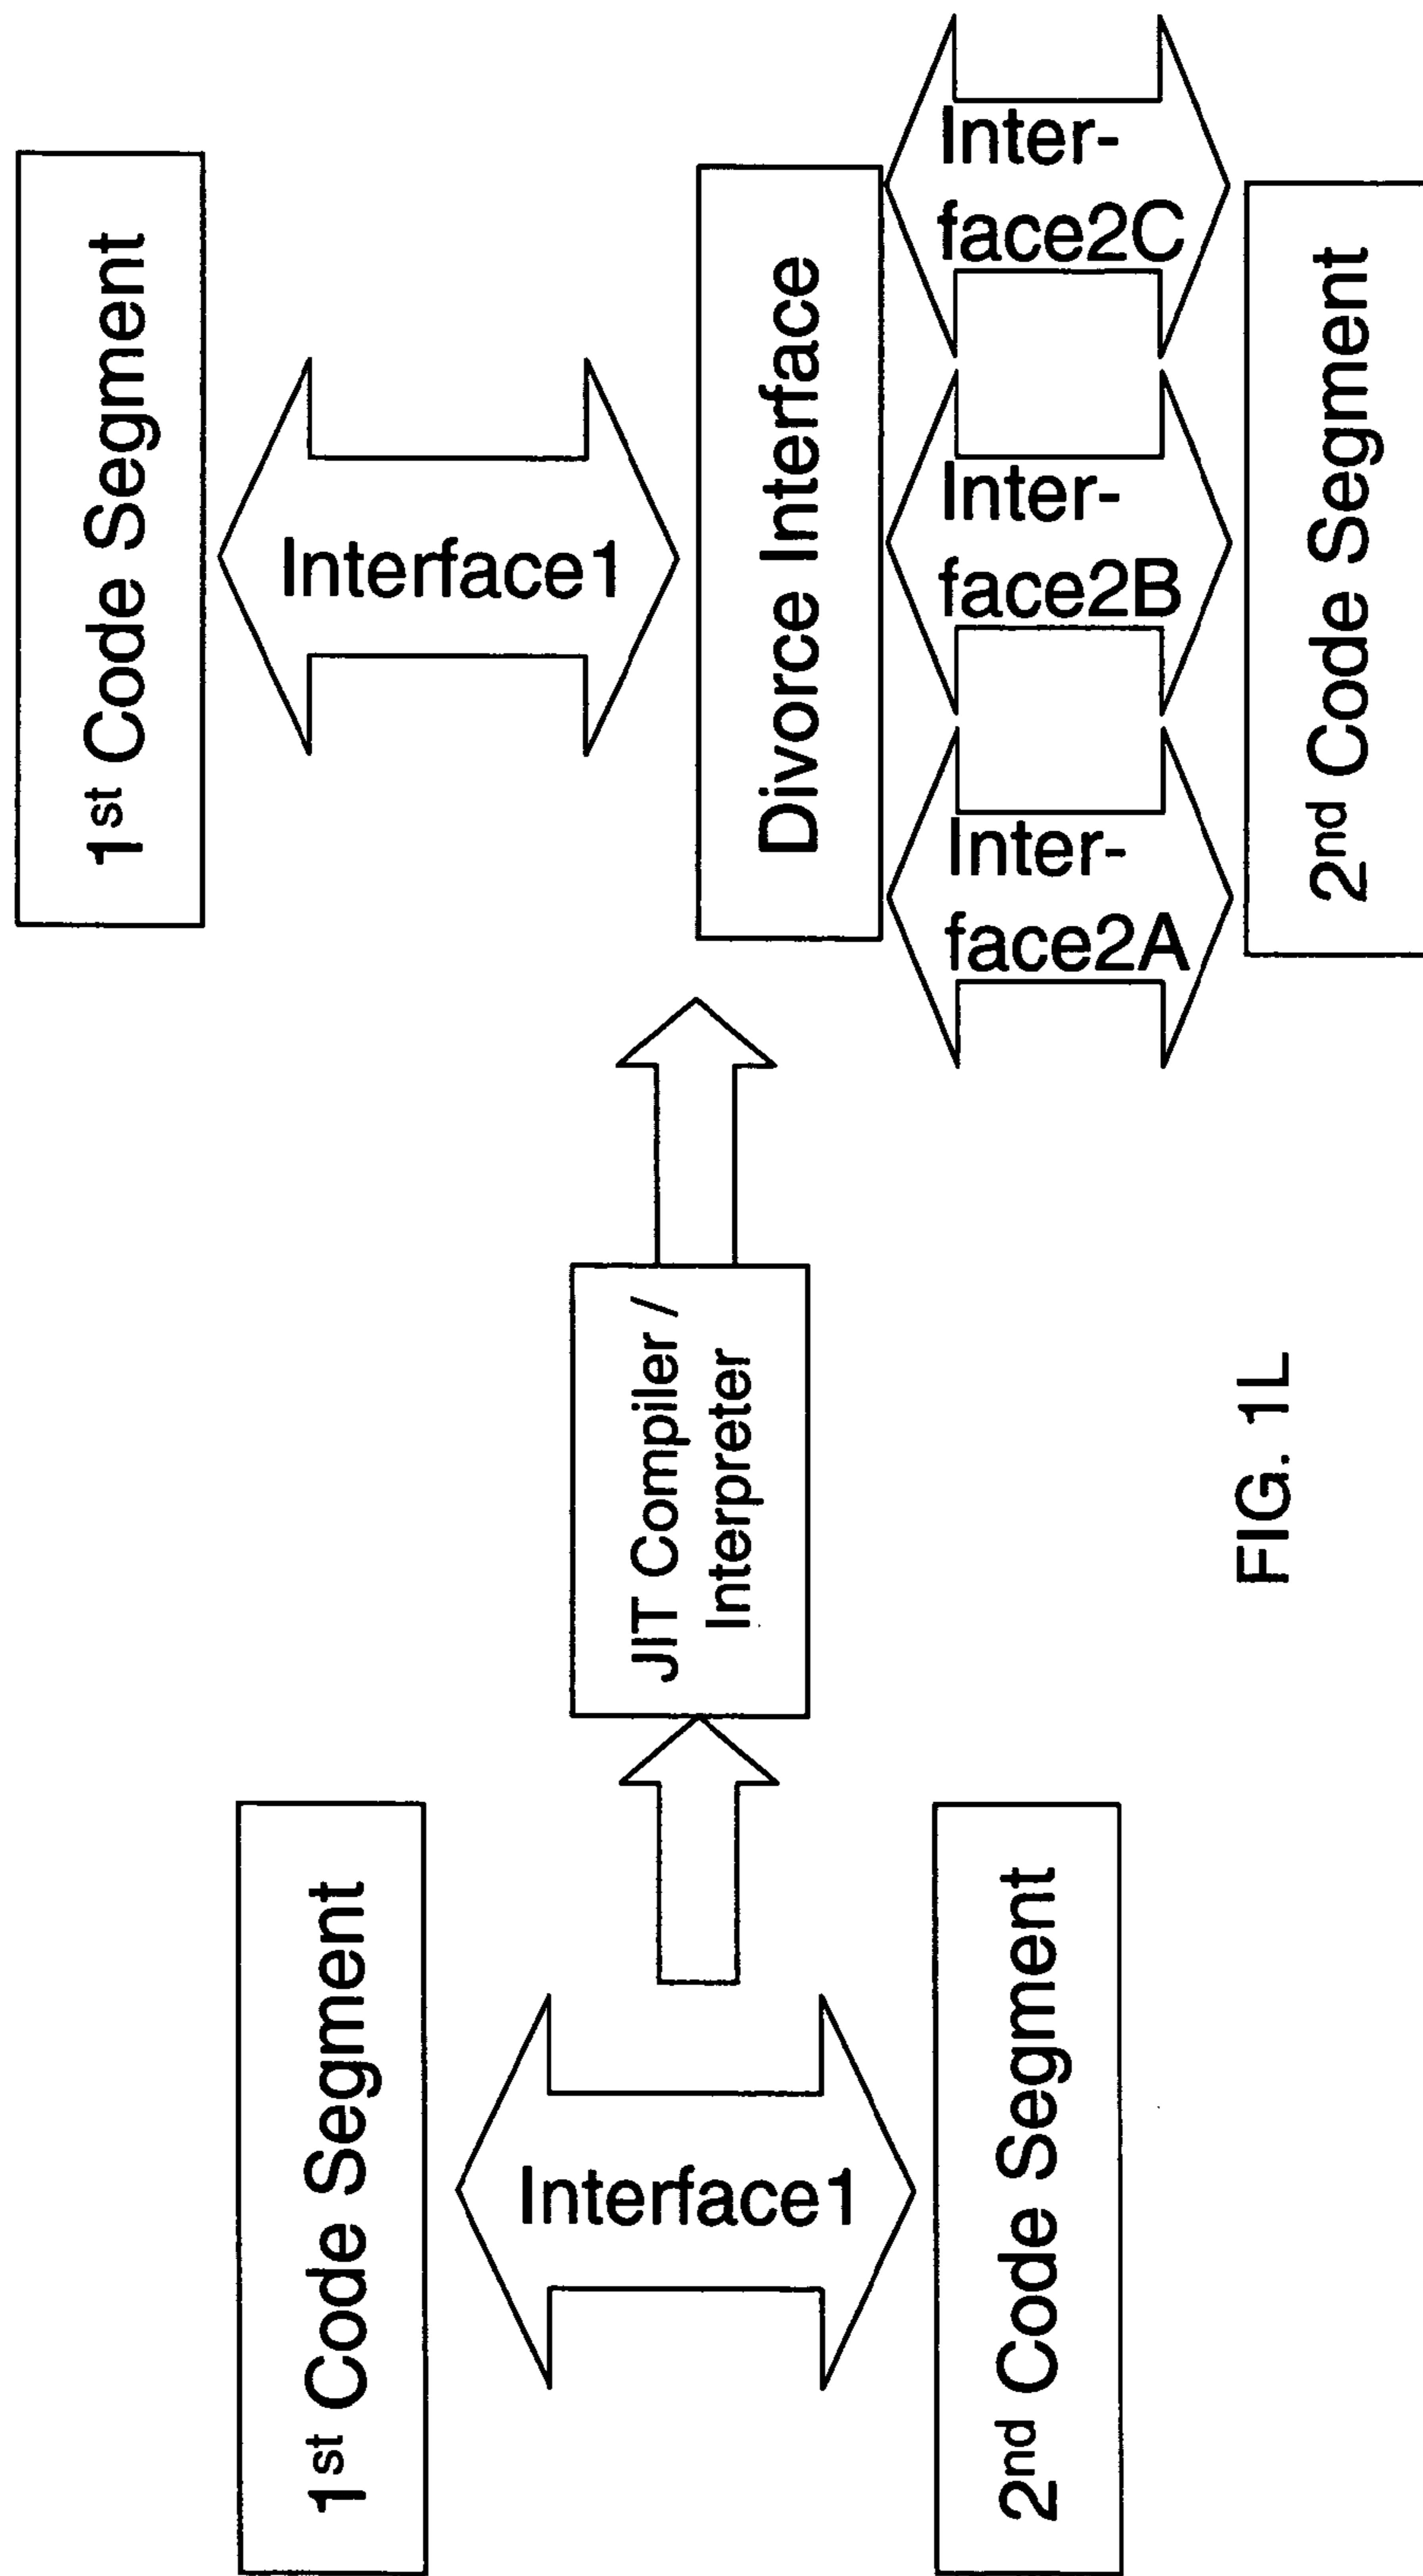 1st Code Segment
Interface1
2nd Code Segment
JIT Compiler /
Interpreter
1st Code Segment
Interface1
Divorce Interface
Inter-
face2A
Inter-
face2B
Inter-
face2C
2nd Code Segment
FIG. 1L